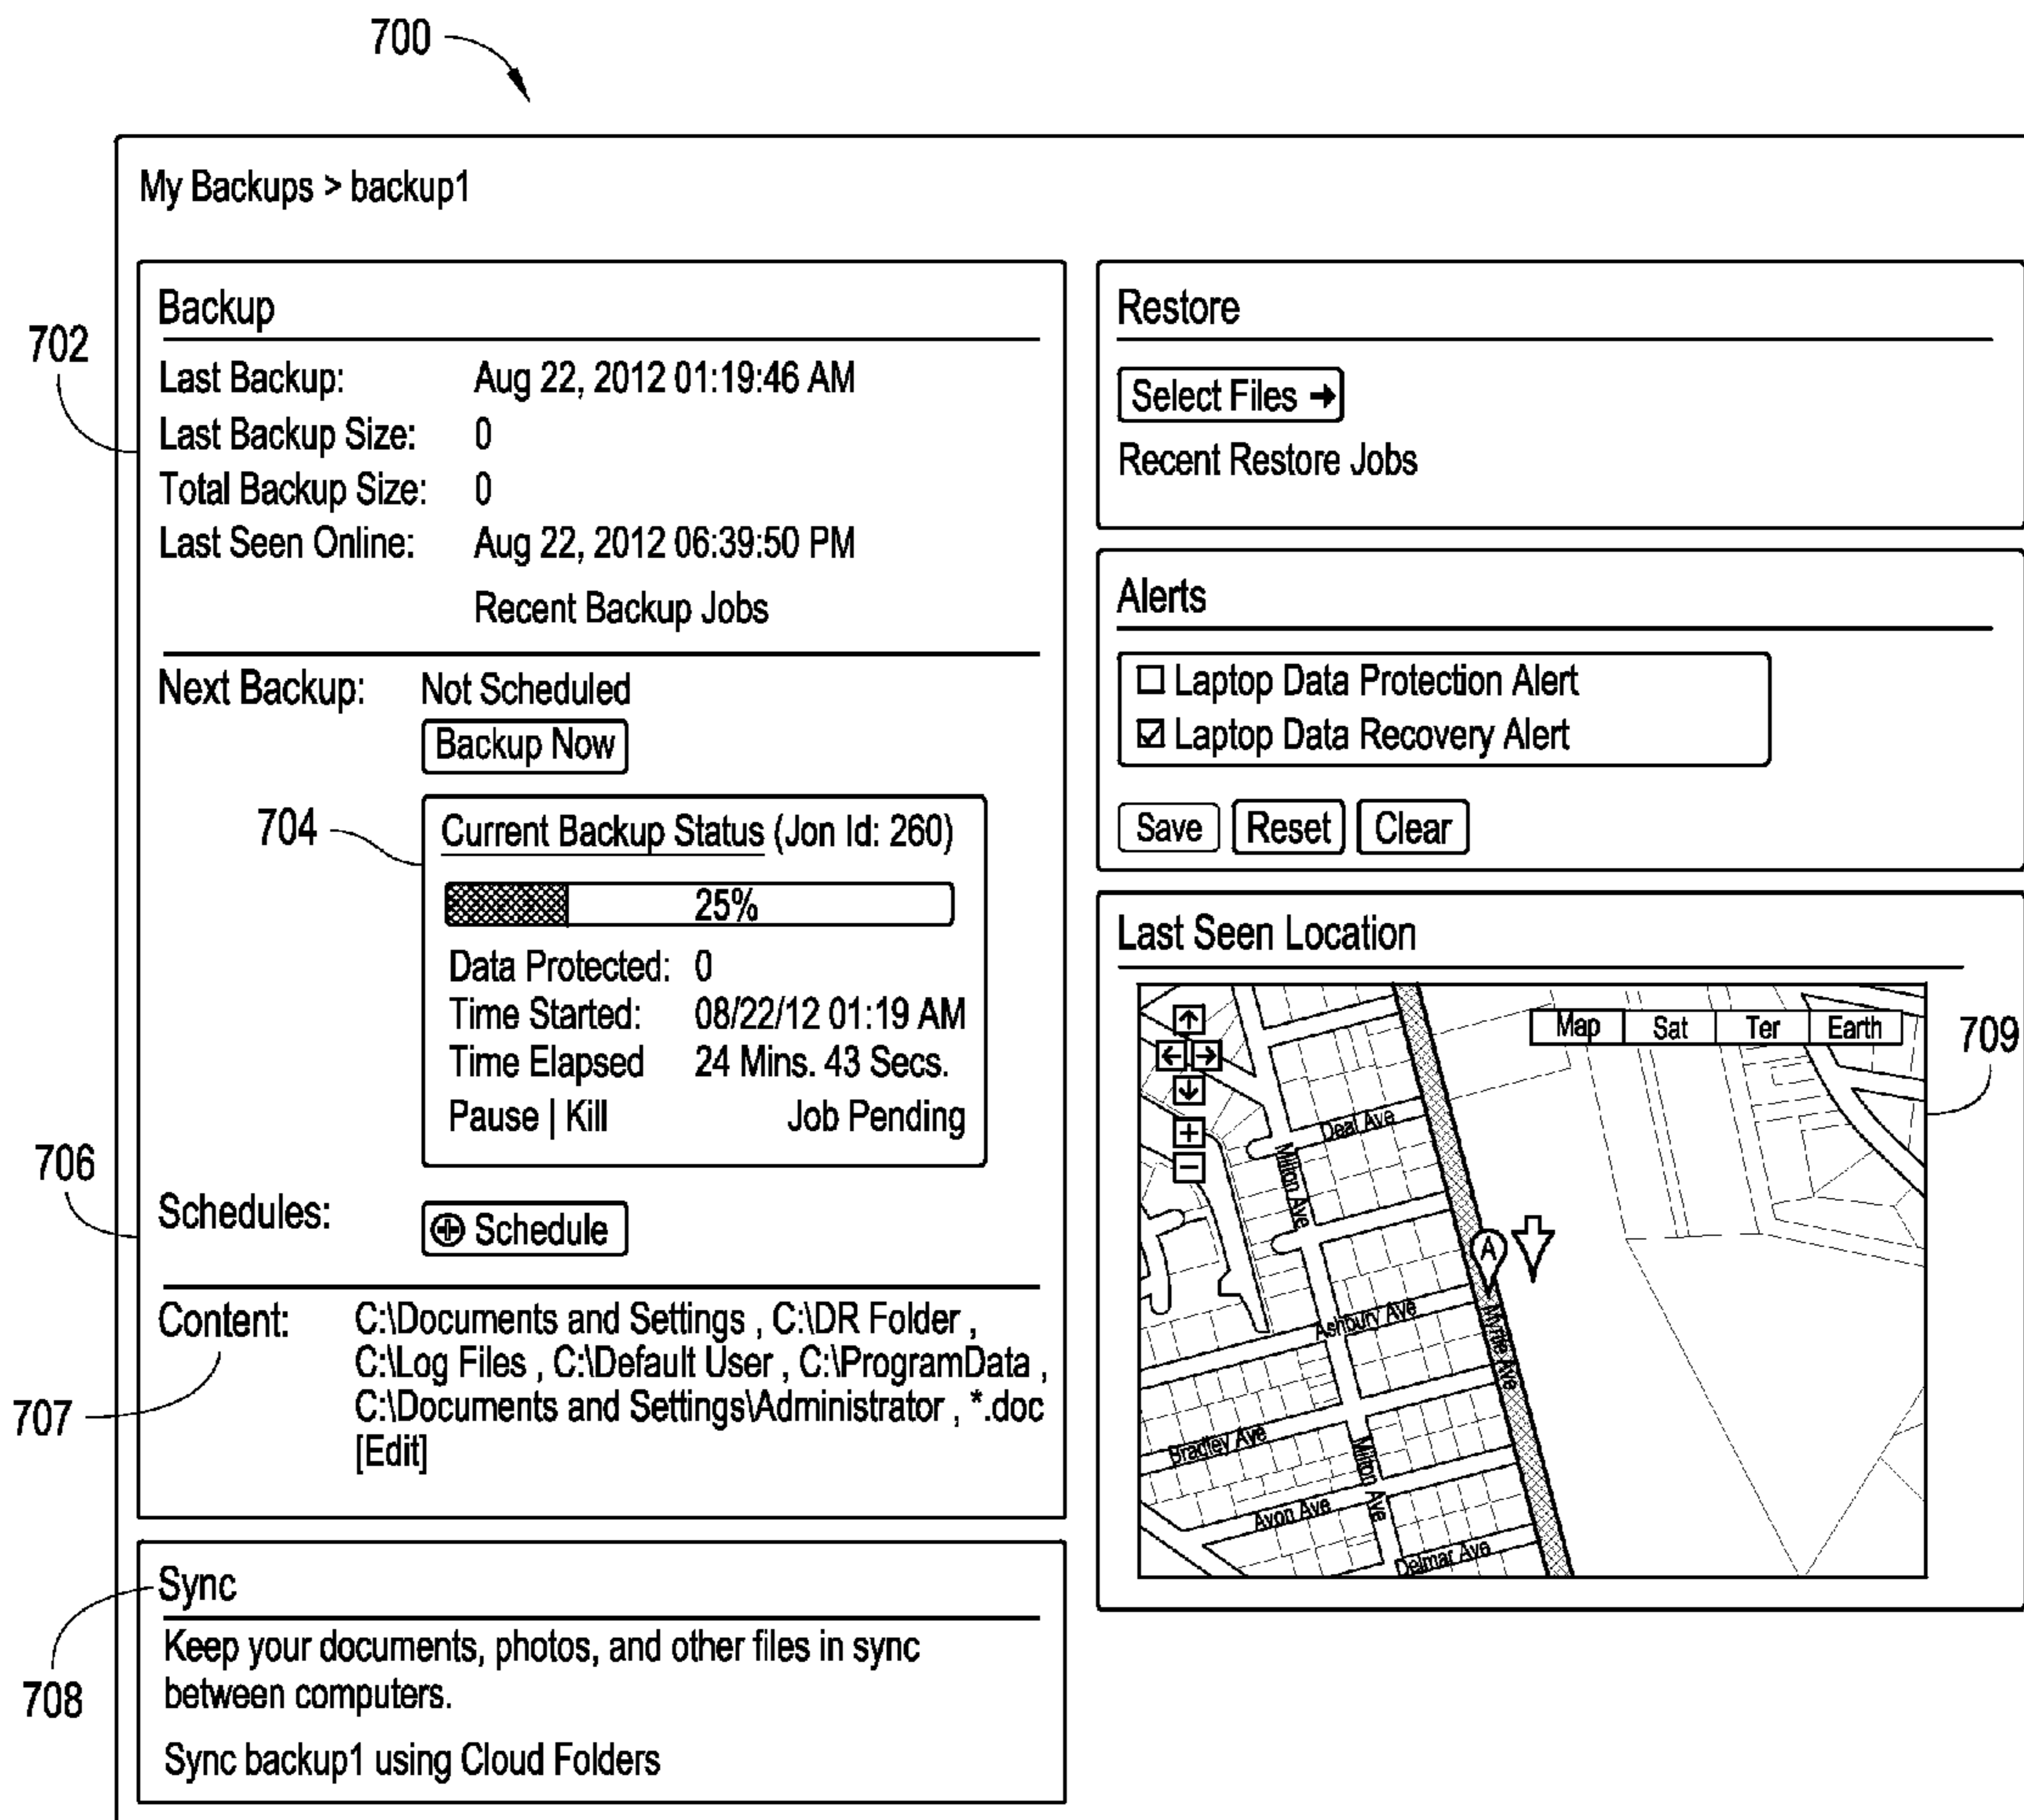 700
My Backups > backup1
702
Backup
Last Backup: Aug 22, 2012 01:19:46 AM
Last Backup Size: 0
Total Backup Size: 0
Last Seen Online: Aug 22, 2012 06:39:50 PM
Recent Backup Jobs
Next Backup: Not Scheduled
Backup Now
704
Current Backup Status (Jon Id: 260)
25%
Data Protected: 0
Time Started: 08/22/12 01:19 AM
Time Elapsed 24 Mins. 43 Secs.
Pause | Kill Job Pending
706
Schedules: Schedule
Content: C:\Documents and Settings , C:\DR Folder ,
C:\Log Files , C:\Default User , C:\ProgramData ,
C:\Documents and Settings\Administrator , *.doc
[Edit]
707
708
Sync
Keep your documents, photos, and other files in sync
between computers.
Sync backup1 using Cloud Folders
Restore
Select Files
Recent Restore Jobs
Alerts
Laptop Data Protection Alert
Laptop Data Recovery Alert
Save Reset Clear
Last Seen Location
709
Map Sat Ter Earth
Deal Ave
Milton Ave
A
Ashbury Ave
Myrtle Ave
Bradley Ave
Milton Ave
Avon Ave
Delmar Ave